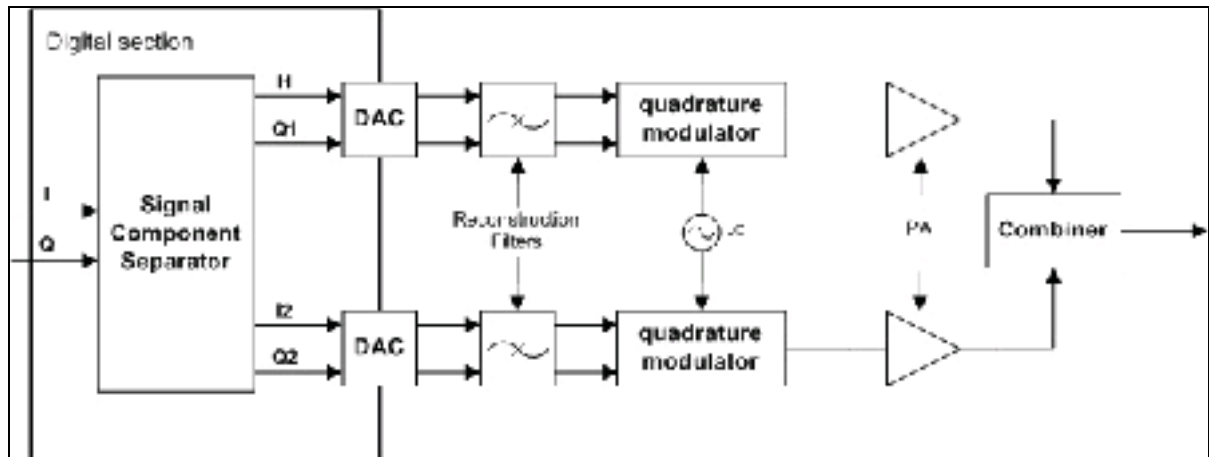 Digital section
I1
Q1
DAC
quadrature
modulator
I
Q
Signal
Component
Separator
Reconstruction
Filters
LO
PA
Combiner
I2
Q2
DAC
quadrature
modulator